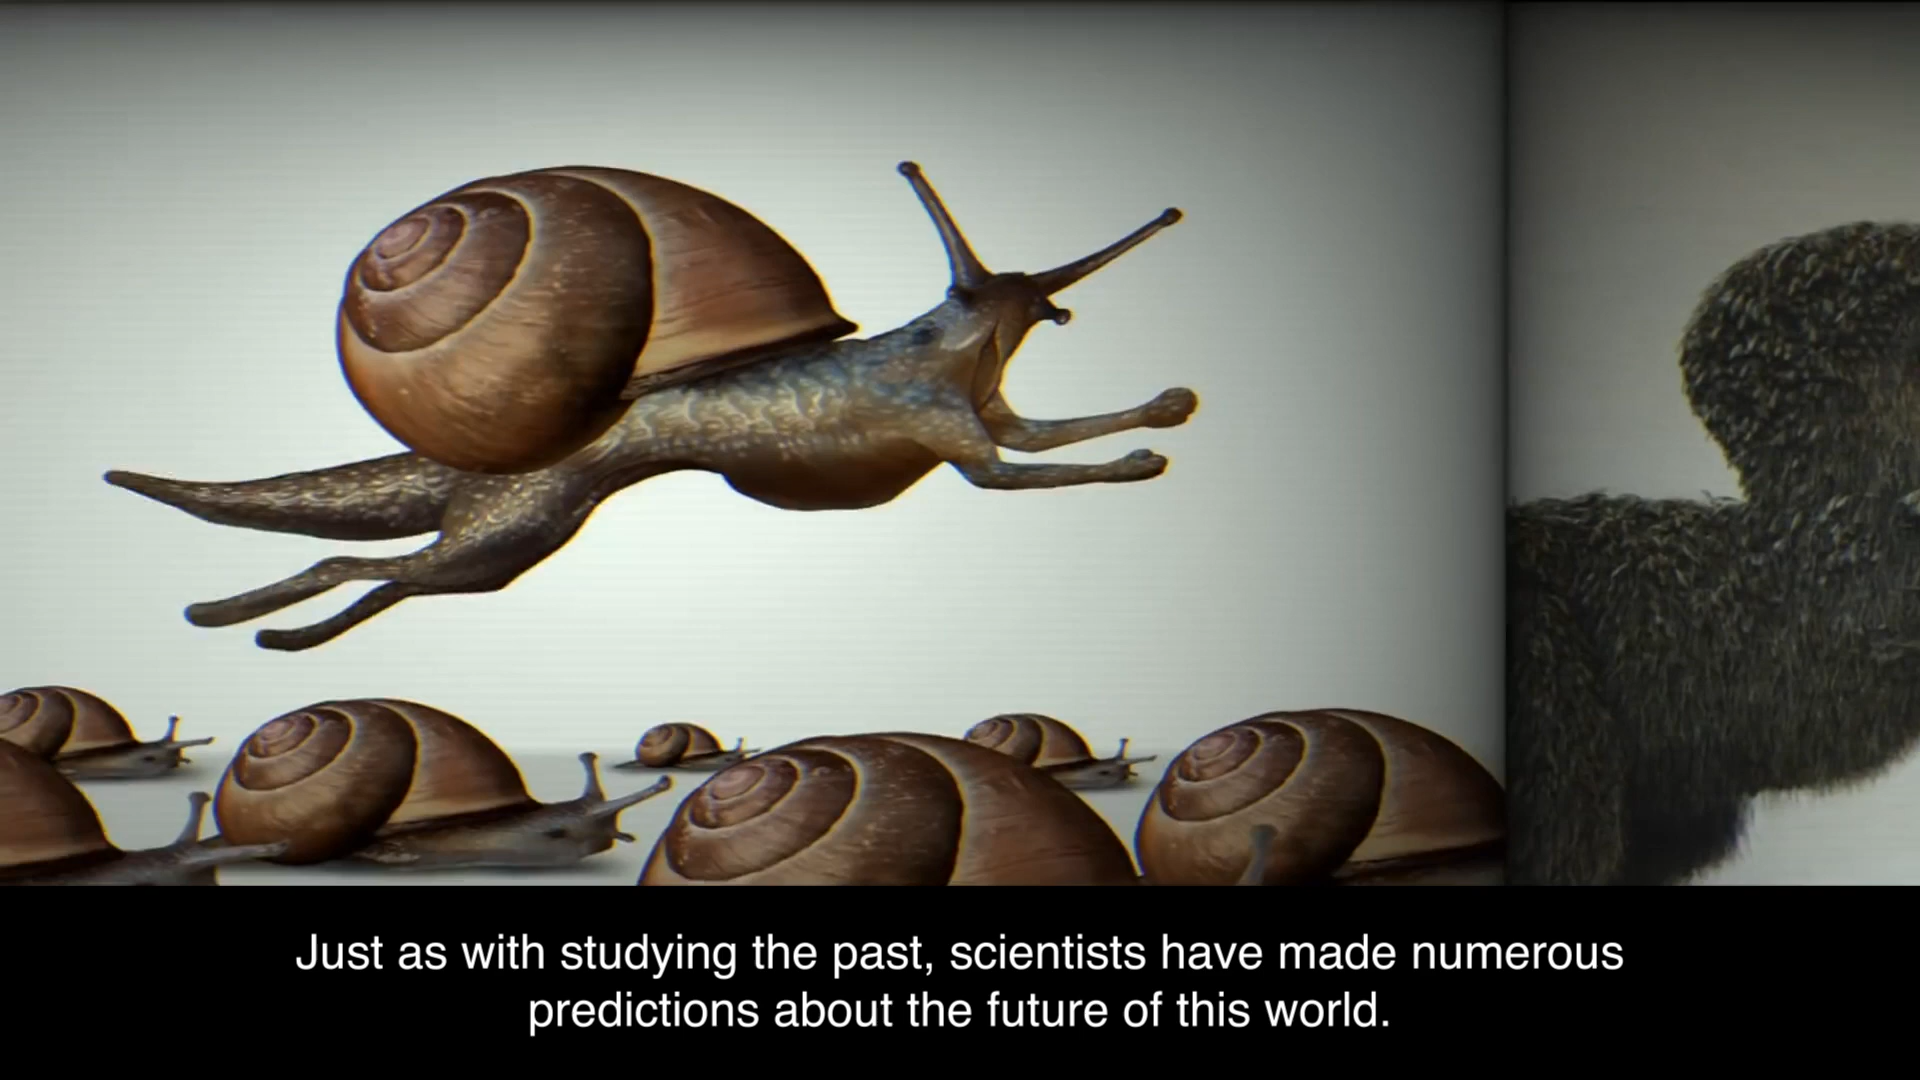 Just as with studying the past, scientists have made numerous
predictions about the future of this world.